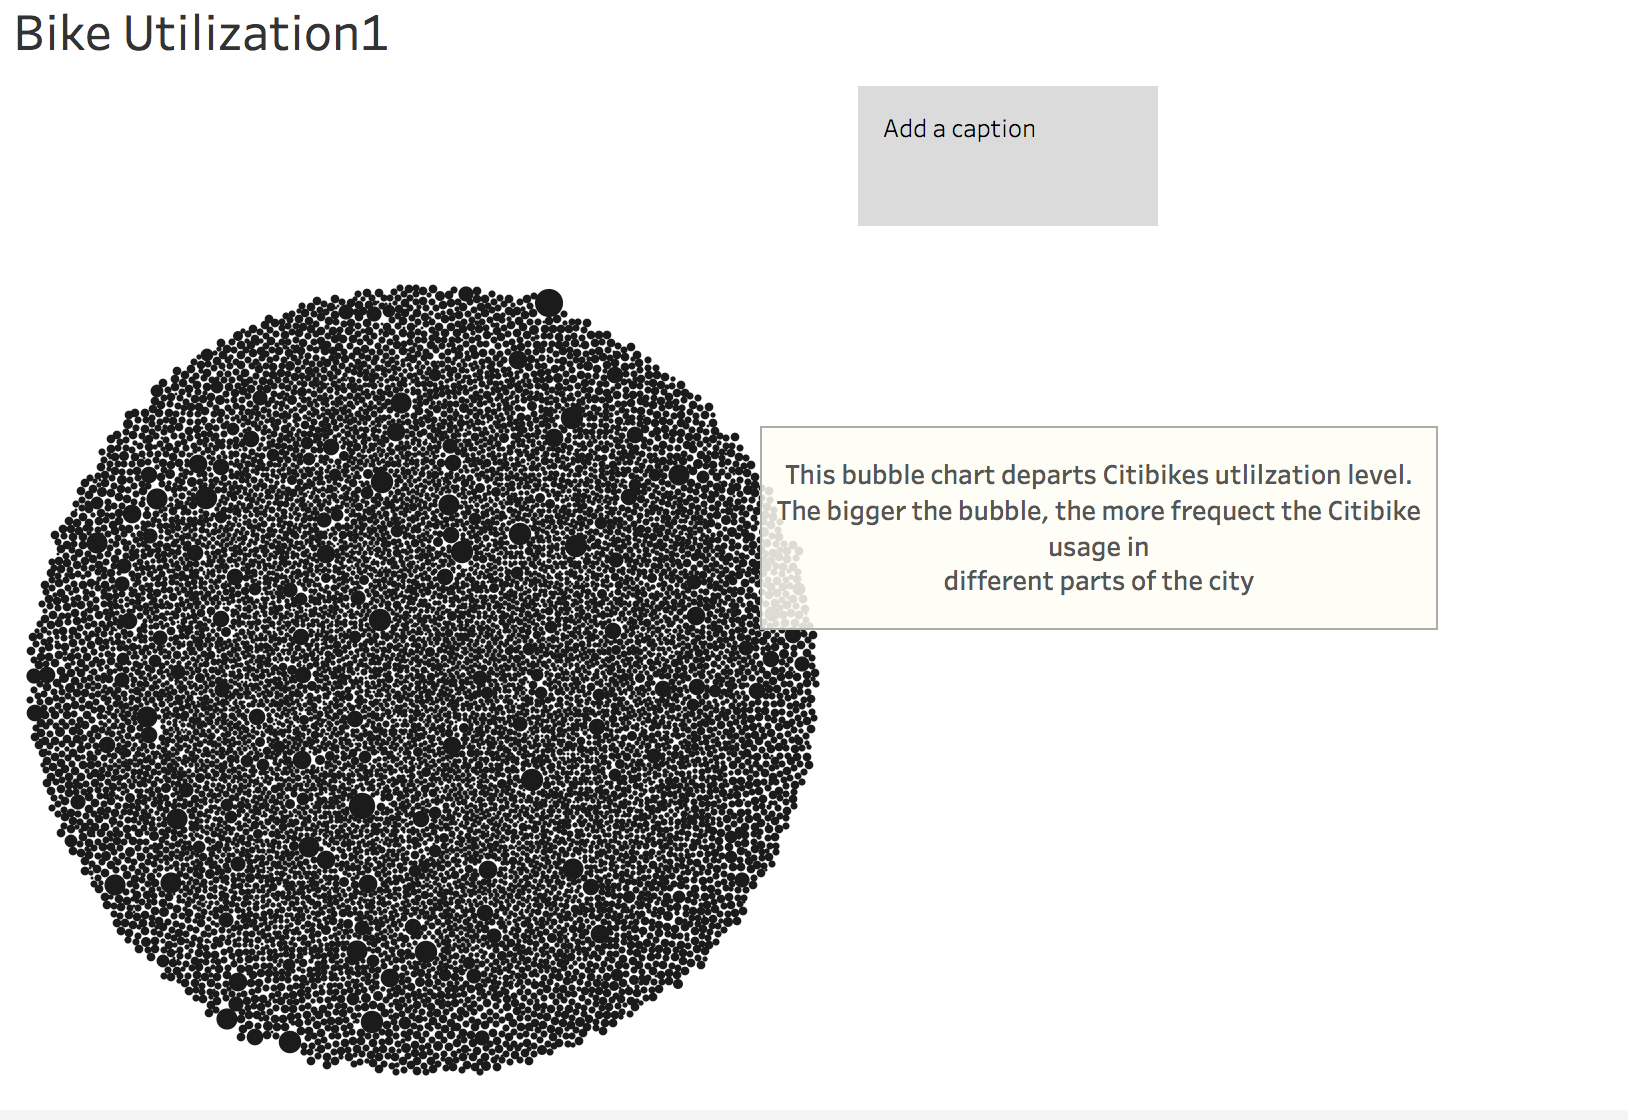 Bike Utilization1
Add a caption
This bubble chart departs Citibikes utlilzation level.
The bigger the bubble, the more frequect the Citibike
usage in
different parts of the city